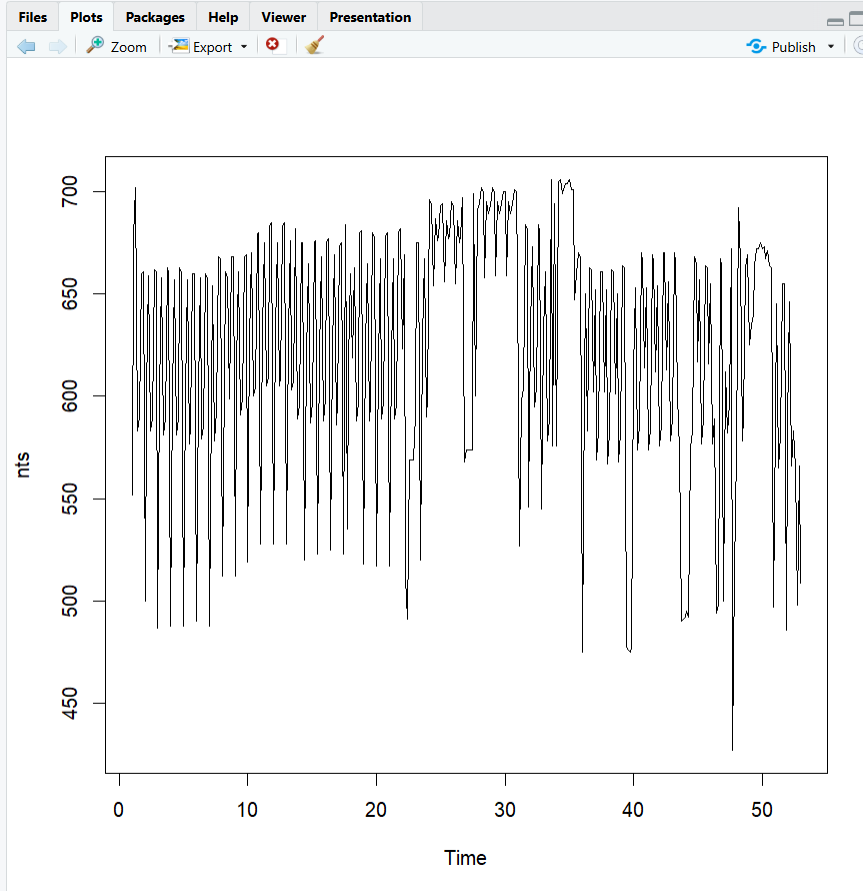 Files Plots Packages Help Viewer Presentation
Zoom Export Publish
700
650
600
550
500
450
nts
0 10 20 30 40 50
Time